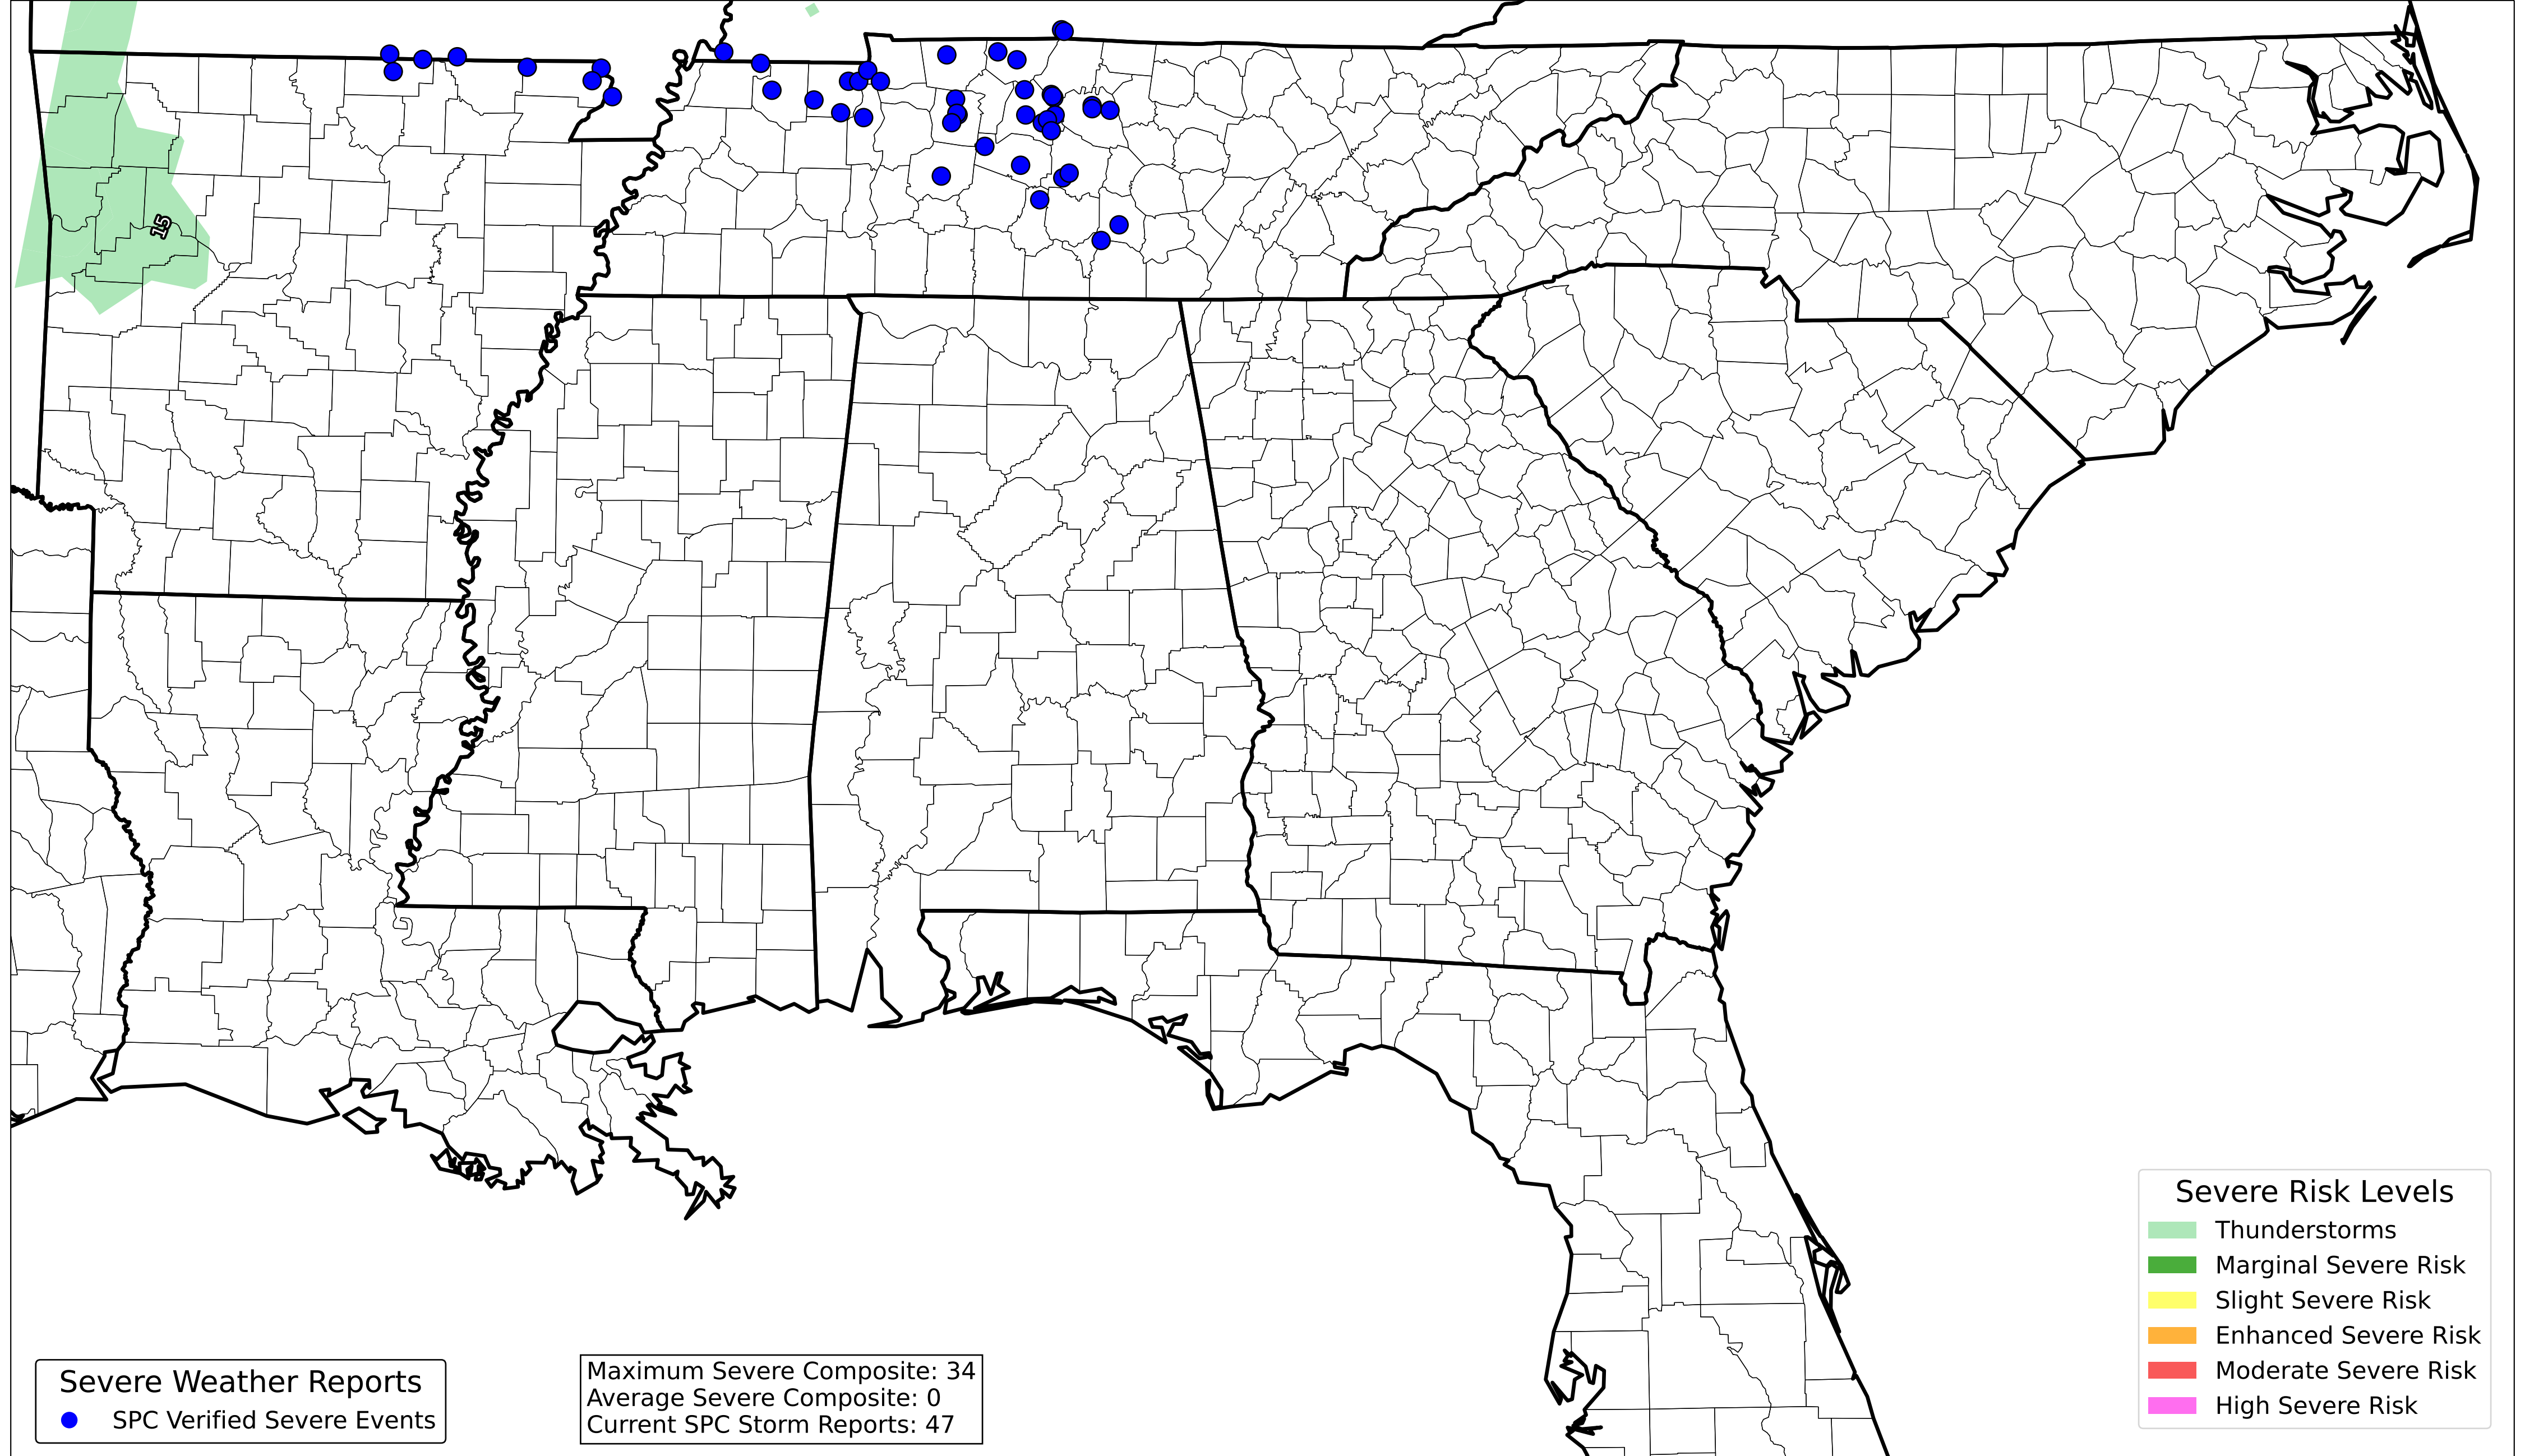 15
Severe Risk Levels
Thunderstorms
Marginal Severe Risk
Slight Severe Risk
Enhanced Severe Risk
Moderate Severe Risk
High Severe Risk
Severe Weather Reports
SPC Verified Severe Events
Maximum Severe Composite: 34
Average Severe Composite: 0
Current SPC Storm Reports: 47